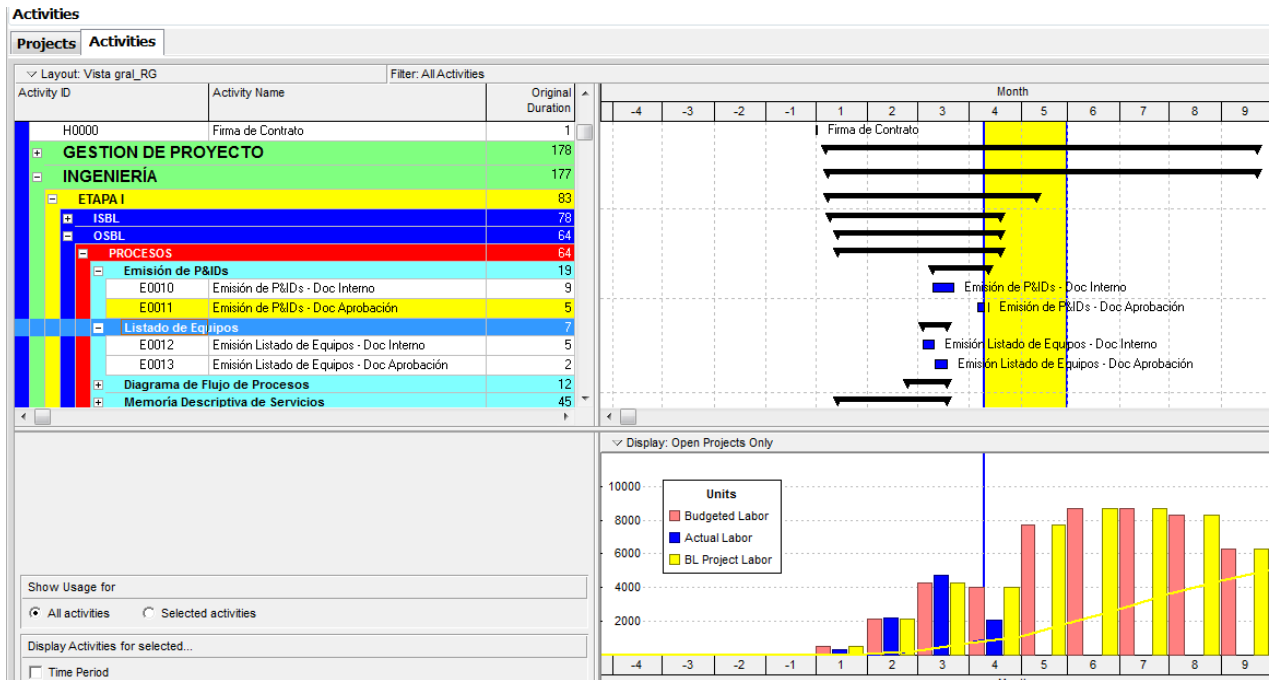 Activities
Projects Activities
Layout: Vista gral_RG Filter: All Activities
Activity ID Activity Name Original Duration Month
-4 -3 -2 -1 1 2 3 4 5 6 7 8 9
H0000 Firma de Contrato 1 Firma de Contrato
GESTION DE PROYECTO 178
INGENIERÍA 177
ETAPA I 83
ISBL 78
OSBL 64
PROCESOS 64
Emisión de P&IDs 19
E0010 Emisión de P&IDs - Doc Interno 9 Emisión de P&IDs - Doc Interno
E0011 Emisión de P&IDs - Doc Aprobación 5 Emisión de P&IDs - Doc Aprobación
Listado de Equipos 7
E0012 Emisión Listado de Equipos - Doc Interno 5 Emisión Listado de Equipos - Doc Interno
E0013 Emisión Listado de Equipos - Doc Aprobación 2 Emisión Listado de Equipos - Doc Aprobación
Diagrama de Flujo de Procesos 12
Memoria Descriptiva de Servicios 45
Display: Open Projects Only
10000
8000
6000
4000
2000
Units
Budgeted Labor
Actual Labor
BL Project Labor
Show Usage for
All activities Selected activities
Display Activities for selected...
Time Period
-4 -3 -2 -1 1 2 3 4 5 6 7 8 9